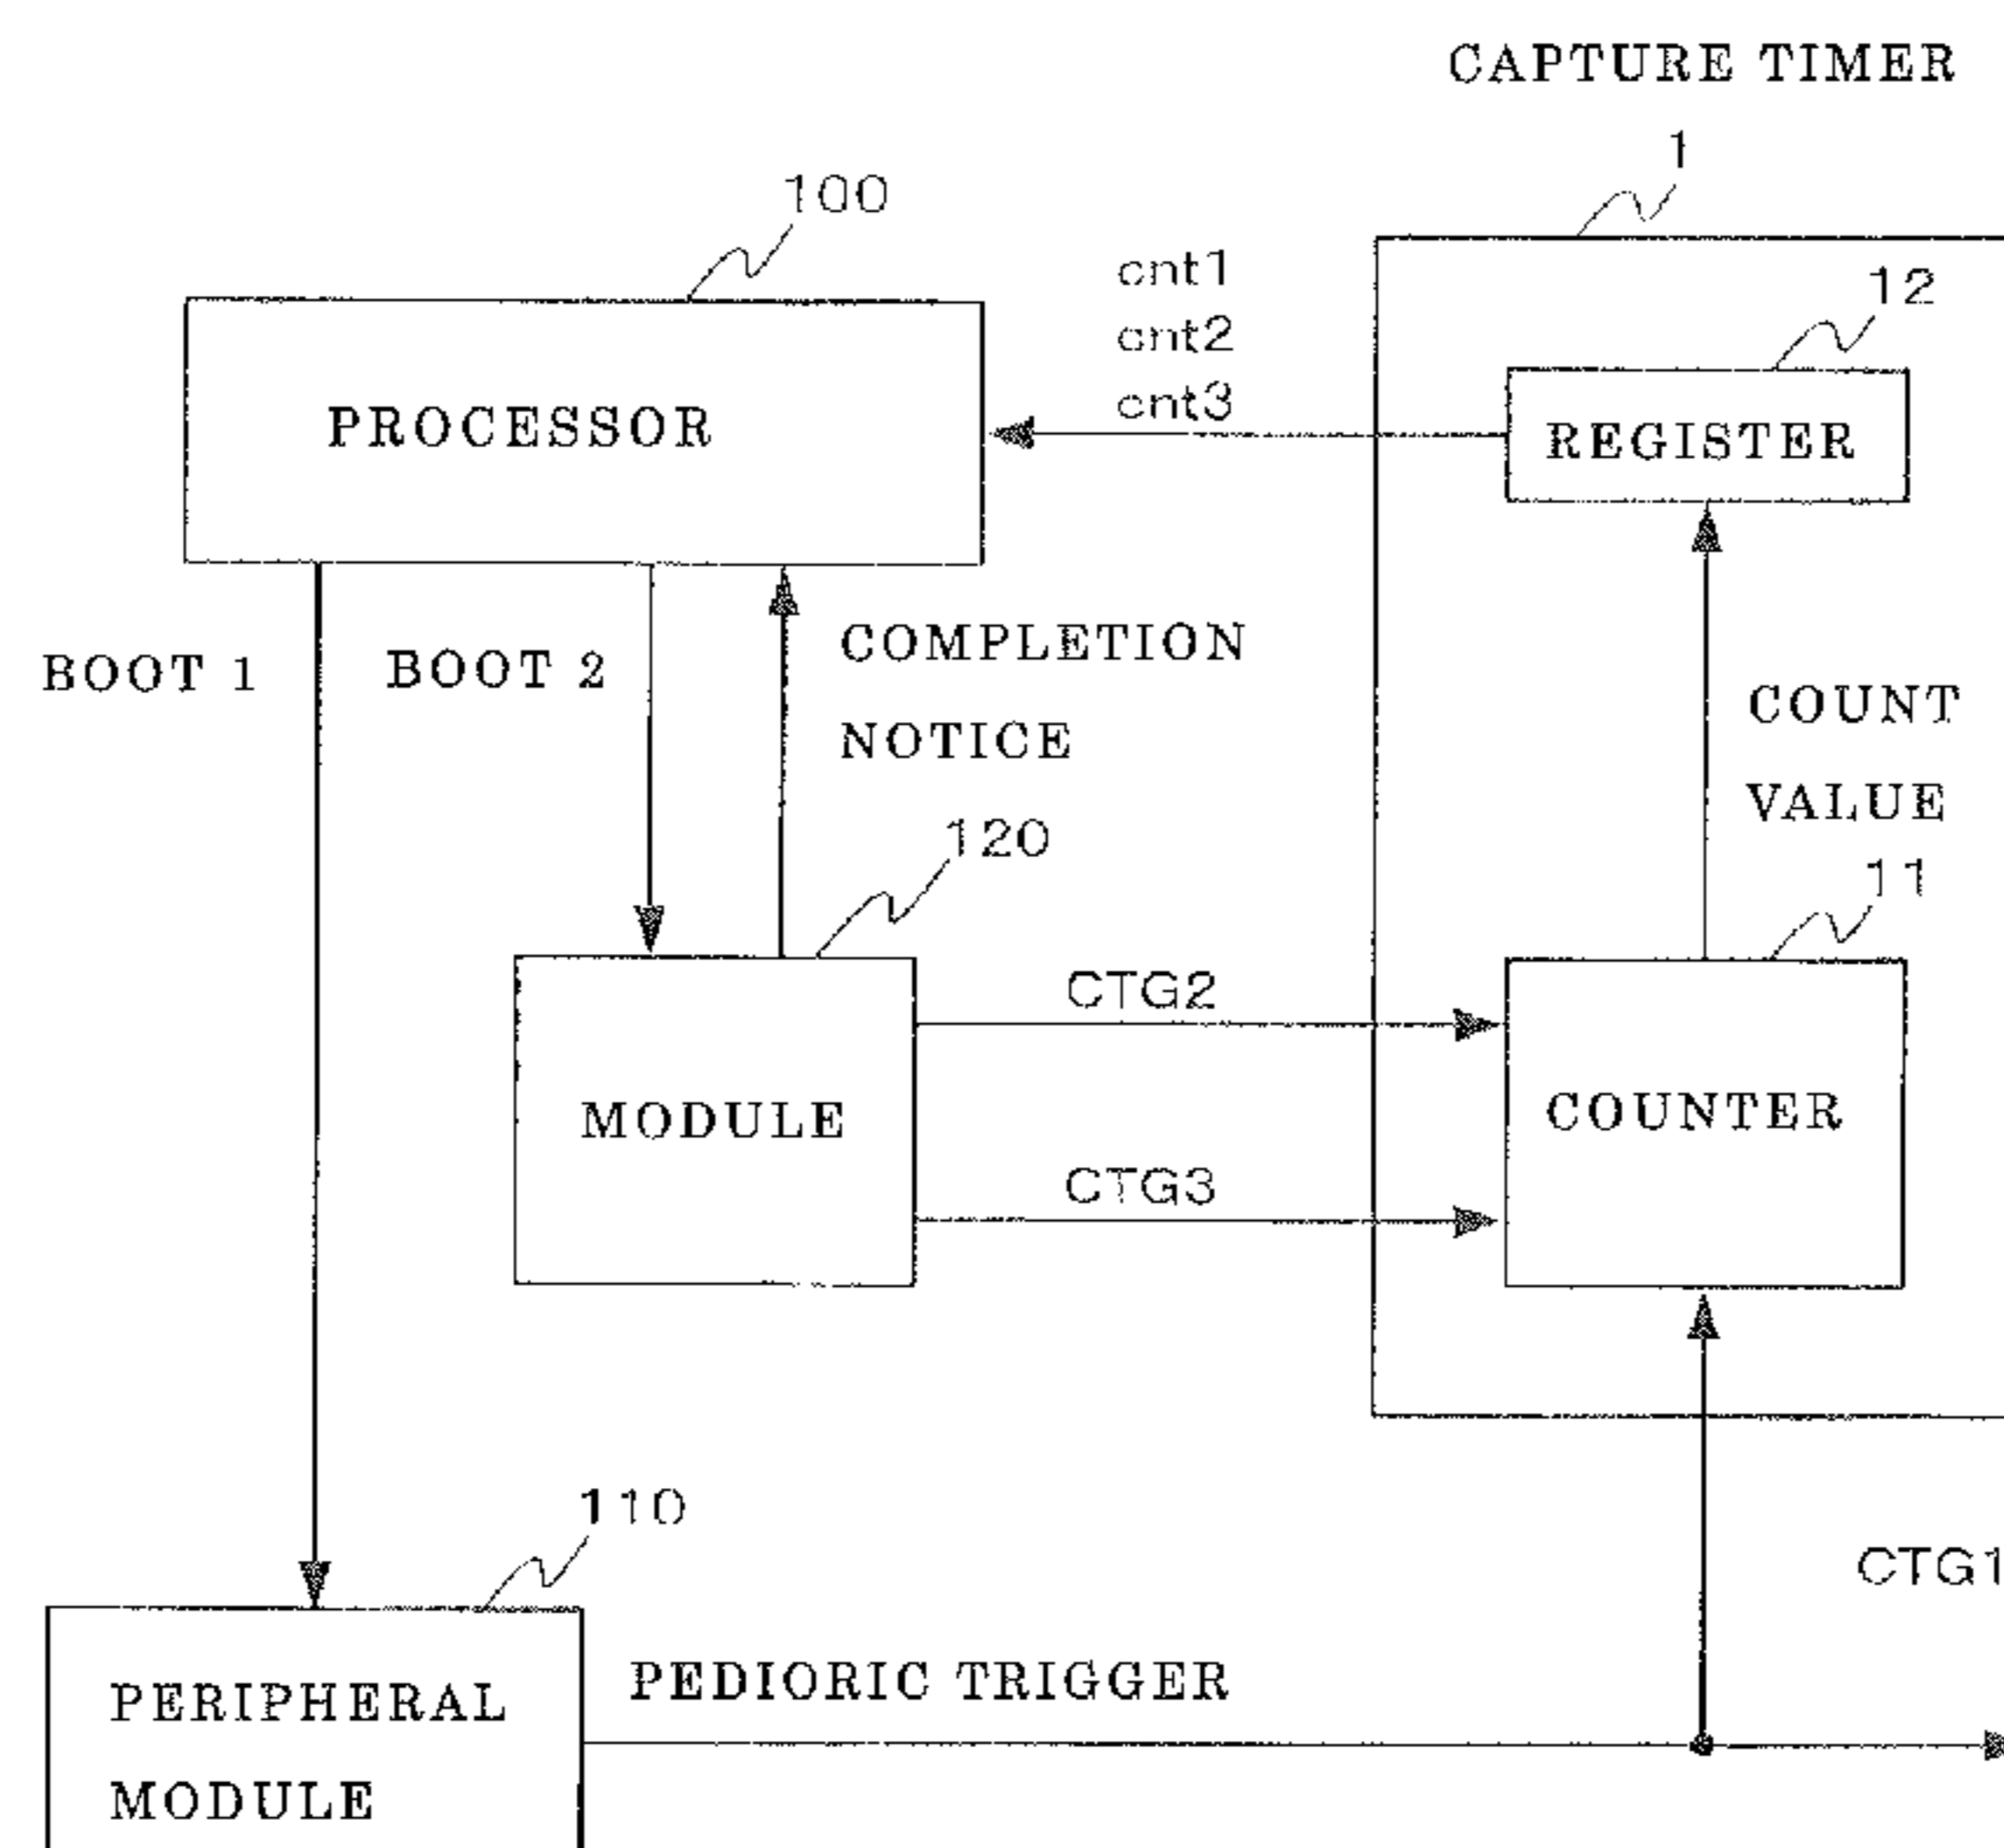 CAPTURE TIMER
1
100
cnt1
12
cnt2
cnt3
PROCESSOR
REGISTER
COMPLETION
BOOT 1
BOOT 2
COUNT
NOTICE
VALUE
120
11
CTG2
MODULE
COUNTER
CTG3
110
CTG1
PEDIORIC TRIGGER
PERIPHERAL
MODULE